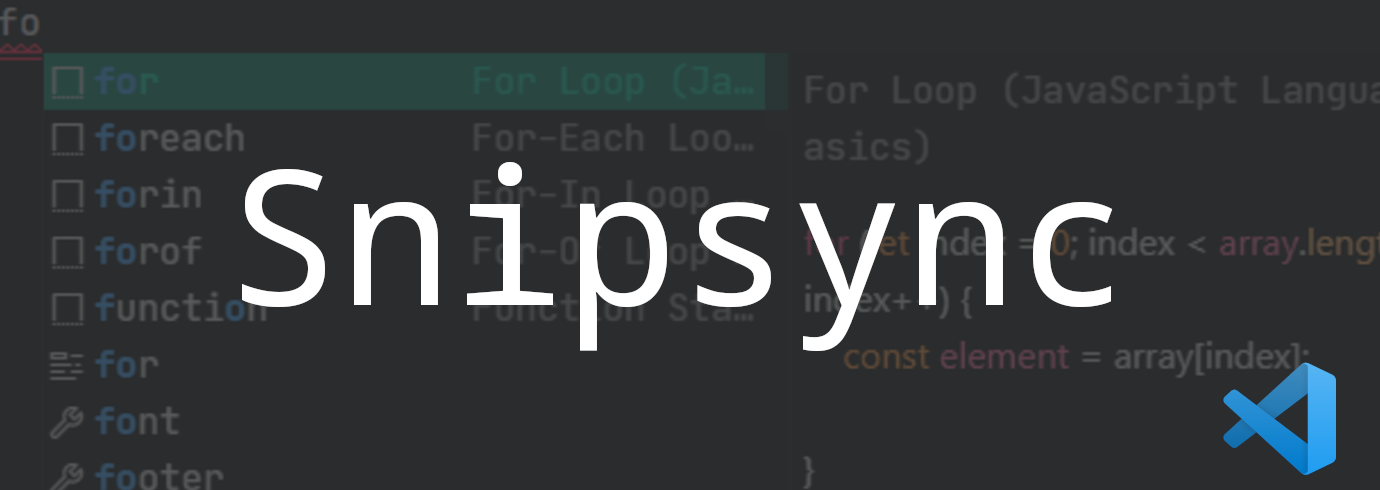 fo
for For Loop (Ja…
For Loop (JavaScript Langua
foreach For-Each Loo…
asics)
forin For-In Loop
Snipsync
forof For-Of Loop
for (let index = 0; index < array.lengt
function Function Sta…
index++) {
for
const element = array[index];
font
}
footer